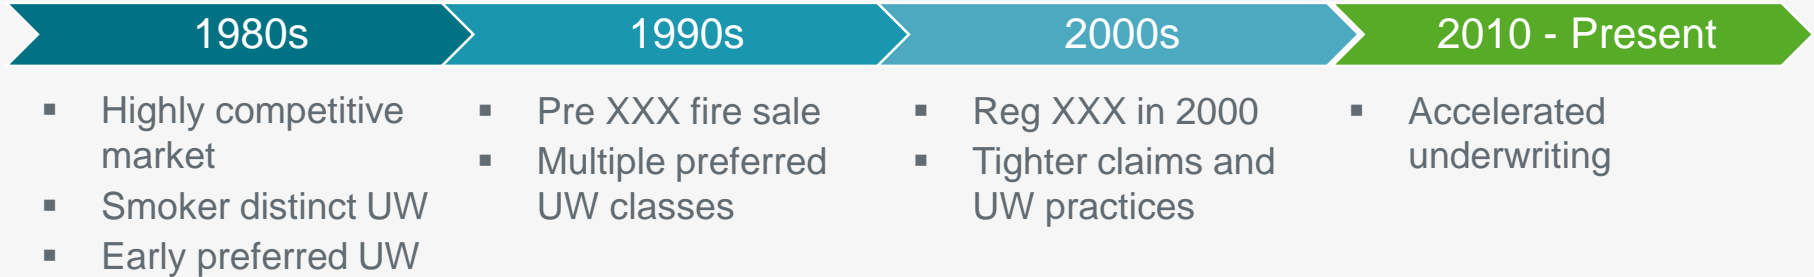 1980s
▪ Highly competitive
market
▪ Smoker distinct UW
▪ Early preferred UW
1990s
▪ Pre XXX fire sale
▪ Multiple preferred
UW classes
2000s
▪ Reg XXX in 2000
▪ Tighter claims and
UW practices
2010 - Present
▪ Accelerated
underwriting